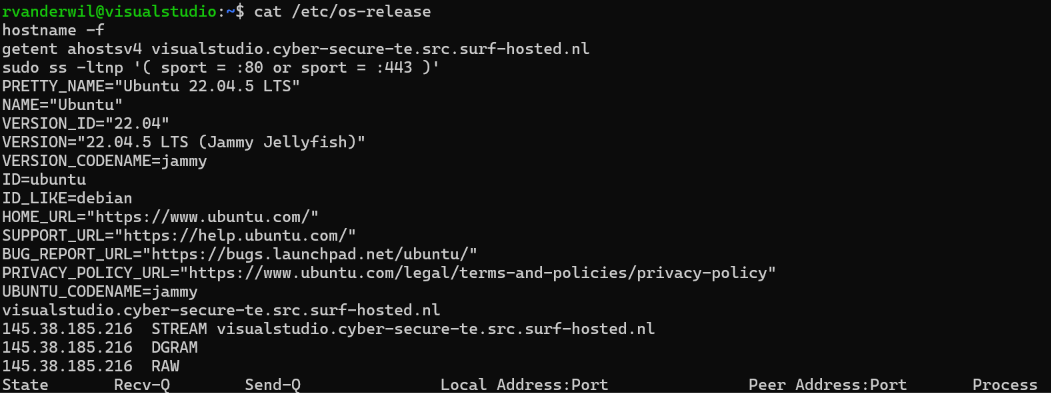 rvanderwil@visualstudio:~$ cat /etc/os-release
hostname -f
getent ahostsv4 visualstudio.cyber-secure-te.src.surf-hosted.nl
sudo ss -ltnp '( sport = :80 or sport = :443 )'
PRETTY_NAME="Ubuntu 22.04.5 LTS"
NAME="Ubuntu"
VERSION_ID="22.04"
VERSION="22.04.5 LTS (Jammy Jellyfish)"
VERSION_CODENAME=jammy
ID=ubuntu
ID_LIKE=debian
HOME_URL="https://www.ubuntu.com/"
SUPPORT_URL="https://help.ubuntu.com/"
BUG_REPORT_URL="https://bugs.launchpad.net/ubuntu/"
PRIVACY_POLICY_URL="https://www.ubuntu.com/legal/terms-and-policies/privacy-policy"
UBUNTU_CODENAME=jammy
visualstudio.cyber-secure-te.src.surf-hosted.nl
145.38.185.216  STREAM visualstudio.cyber-secure-te.src.surf-hosted.nl
145.38.185.216  DGRAM
145.38.185.216  RAW
State       Recv-Q       Send-Q               Local Address:Port               Peer Address:Port       Process